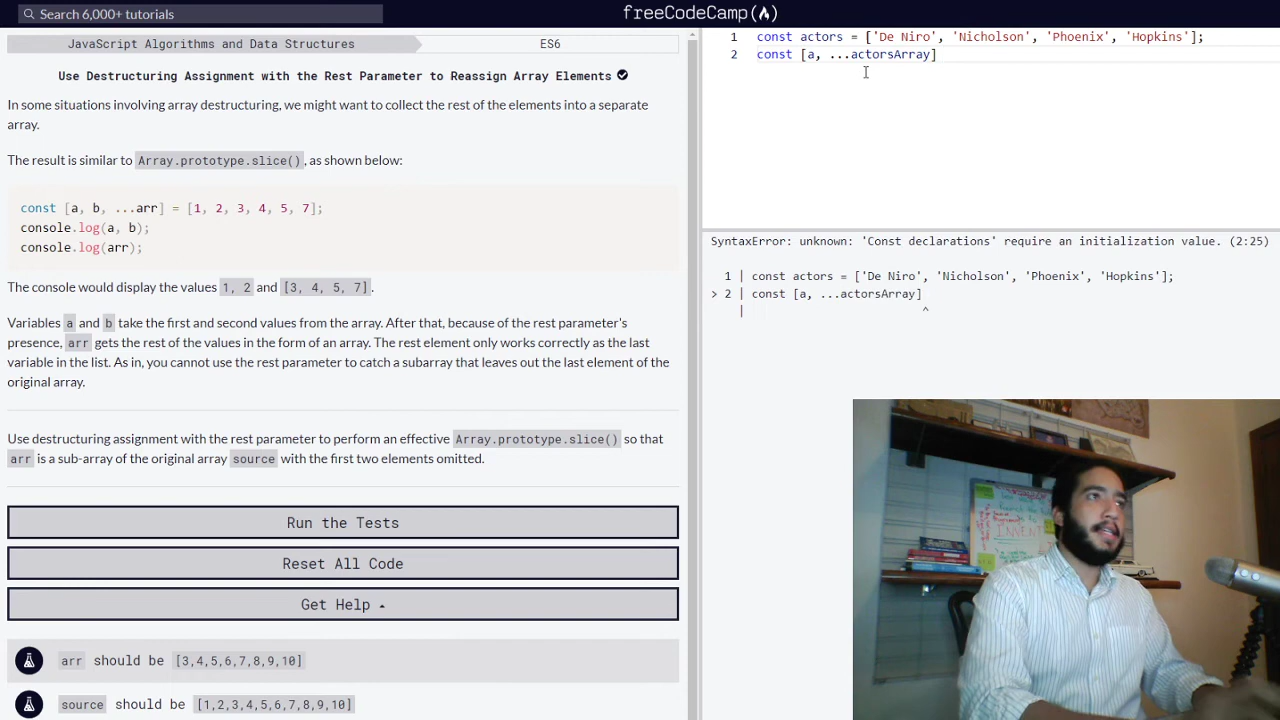 Search 6,000+ tutorials
freeCodeCamp
JavaScript Algorithms and Data Structures
ES6
Use Destructuring Assignment with the Rest Parameter to Reassign Array Elements
In some situations involving array destructuring, we might want to collect the rest of the elements into a separate
array.
The result is similar to Array.prototype.slice(), as shown below:
const [a, b, ...arr] = [1, 2, 3, 4, 5, 7];
console.log(a, b);
console.log(arr);
The console would display the values 1, 2 and [3, 4, 5, 7].
Variables a and b take the first and second values from the array. After that, because of the rest parameter's
presence, arr gets the rest of the values in the form of an array. The rest element only works correctly as the last
variable in the list. As in, you cannot use the rest parameter to catch a subarray that leaves out the last element of the
original array.
Use destructuring assignment with the rest parameter to perform an effective Array.prototype.slice() so that
arr is a sub-array of the original array source with the first two elements omitted.
Run the Tests
Reset All Code
Get Help
arr should be [3,4,5,6,7,8,9,10]
source should be [1,2,3,4,5,6,7,8,9,10]
1 const actors = ['De Niro', 'Nicholson', 'Phoenix', 'Hopkins'];
2 const [a, ...actorsArray]
SyntaxError: unknown: 'Const declarations' require an initialization value. (2:25)
1 | const actors = ['De Niro', 'Nicholson', 'Phoenix', 'Hopkins'];
> 2 | const [a, ...actorsArray]
| ^
INVENT